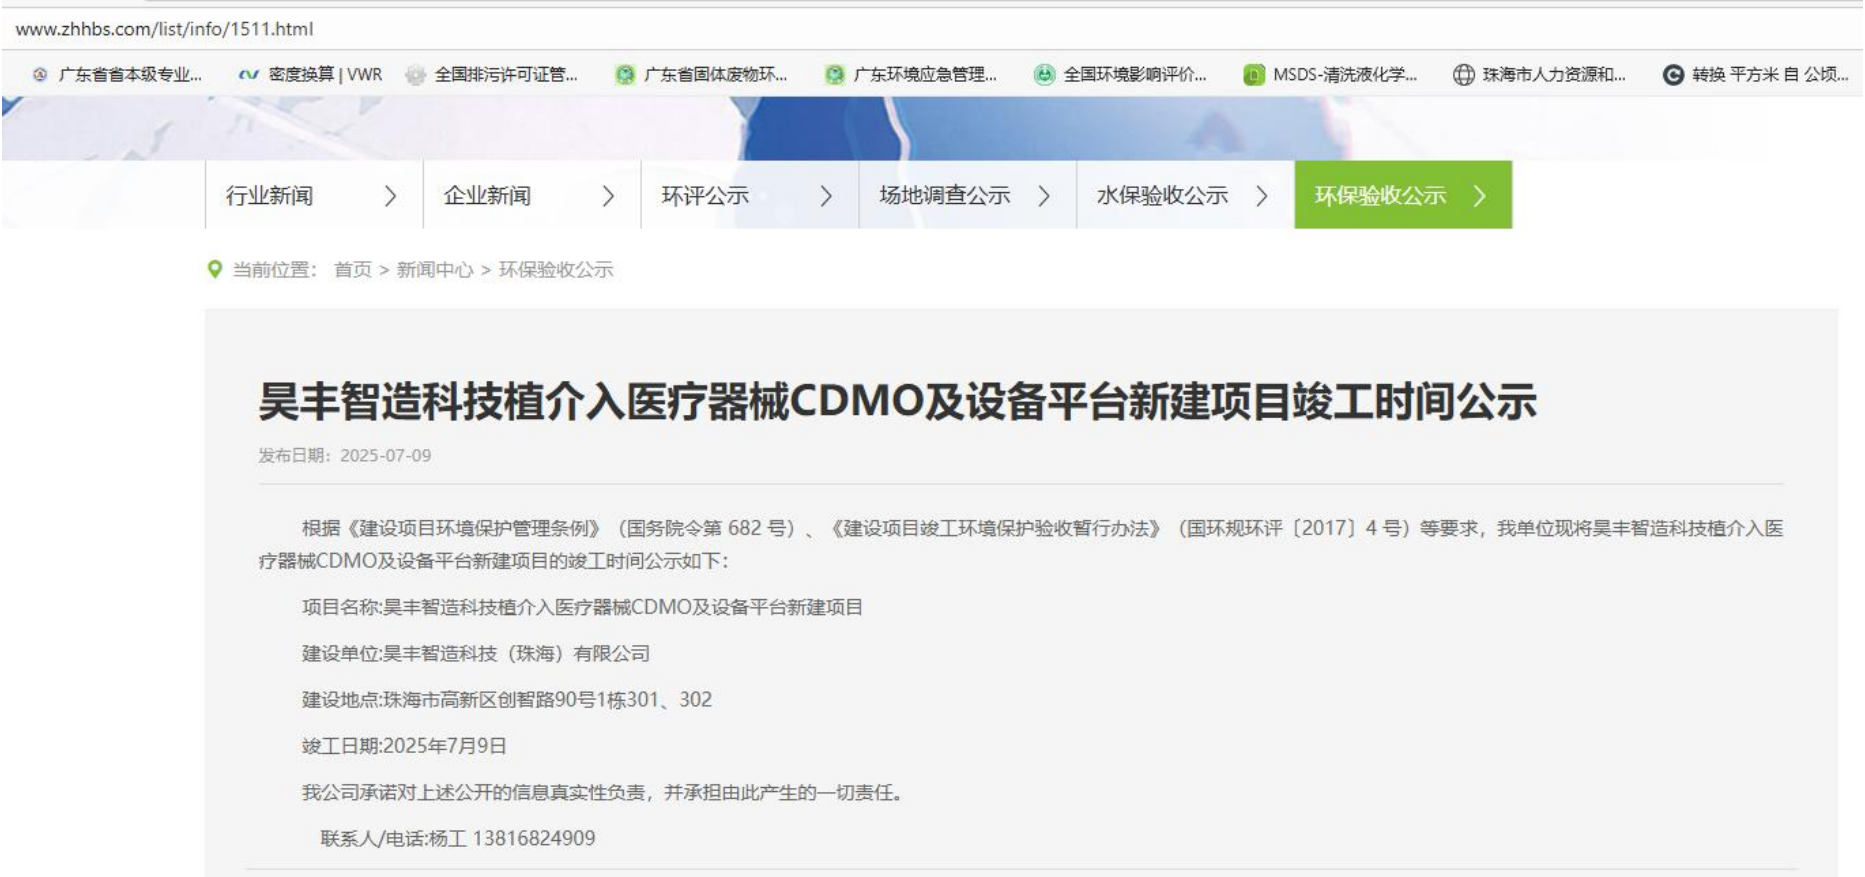 www.zhhbs.com/list/info/1511.html
广东省省本级专业... 密度换算 | VWR 全国排污许可证管... 广东省固体废物环... 广东环境应急管理... 全国环境影响评价... MSDS-清洗液化学... 珠海市人力资源和... 转换 平方米 自 公顷...
行业新闻 > 企业新闻 > 环评公示 > 场地调查公示 > 水保验收公示 > 环保验收公示 >
当前位置： 首页 > 新闻中心 > 环保验收公示
昊丰智造科技植介入医疗器械CDMO及设备平台新建项目竣工时间公示
发布日期：2025-07-09
根据《建设项目环境保护管理条例》（国务院令第 682 号）、《建设项目竣工环境保护验收暂行办法》（国环规环评〔2017〕4 号）等要求，我单位现将昊丰智造科技植介入医
疗器械CDMO及设备平台新建项目的竣工时间公示如下：
项目名称:昊丰智造科技植介入医疗器械CDMO及设备平台新建项目
建设单位:昊丰智造科技（珠海）有限公司
建设地点:珠海市高新区创智路90号1栋301、302
竣工日期:2025年7月9日
我公司承诺对上述公开的信息真实性负责，并承担由此产生的一切责任。
联系人/电话:杨工 13816824909